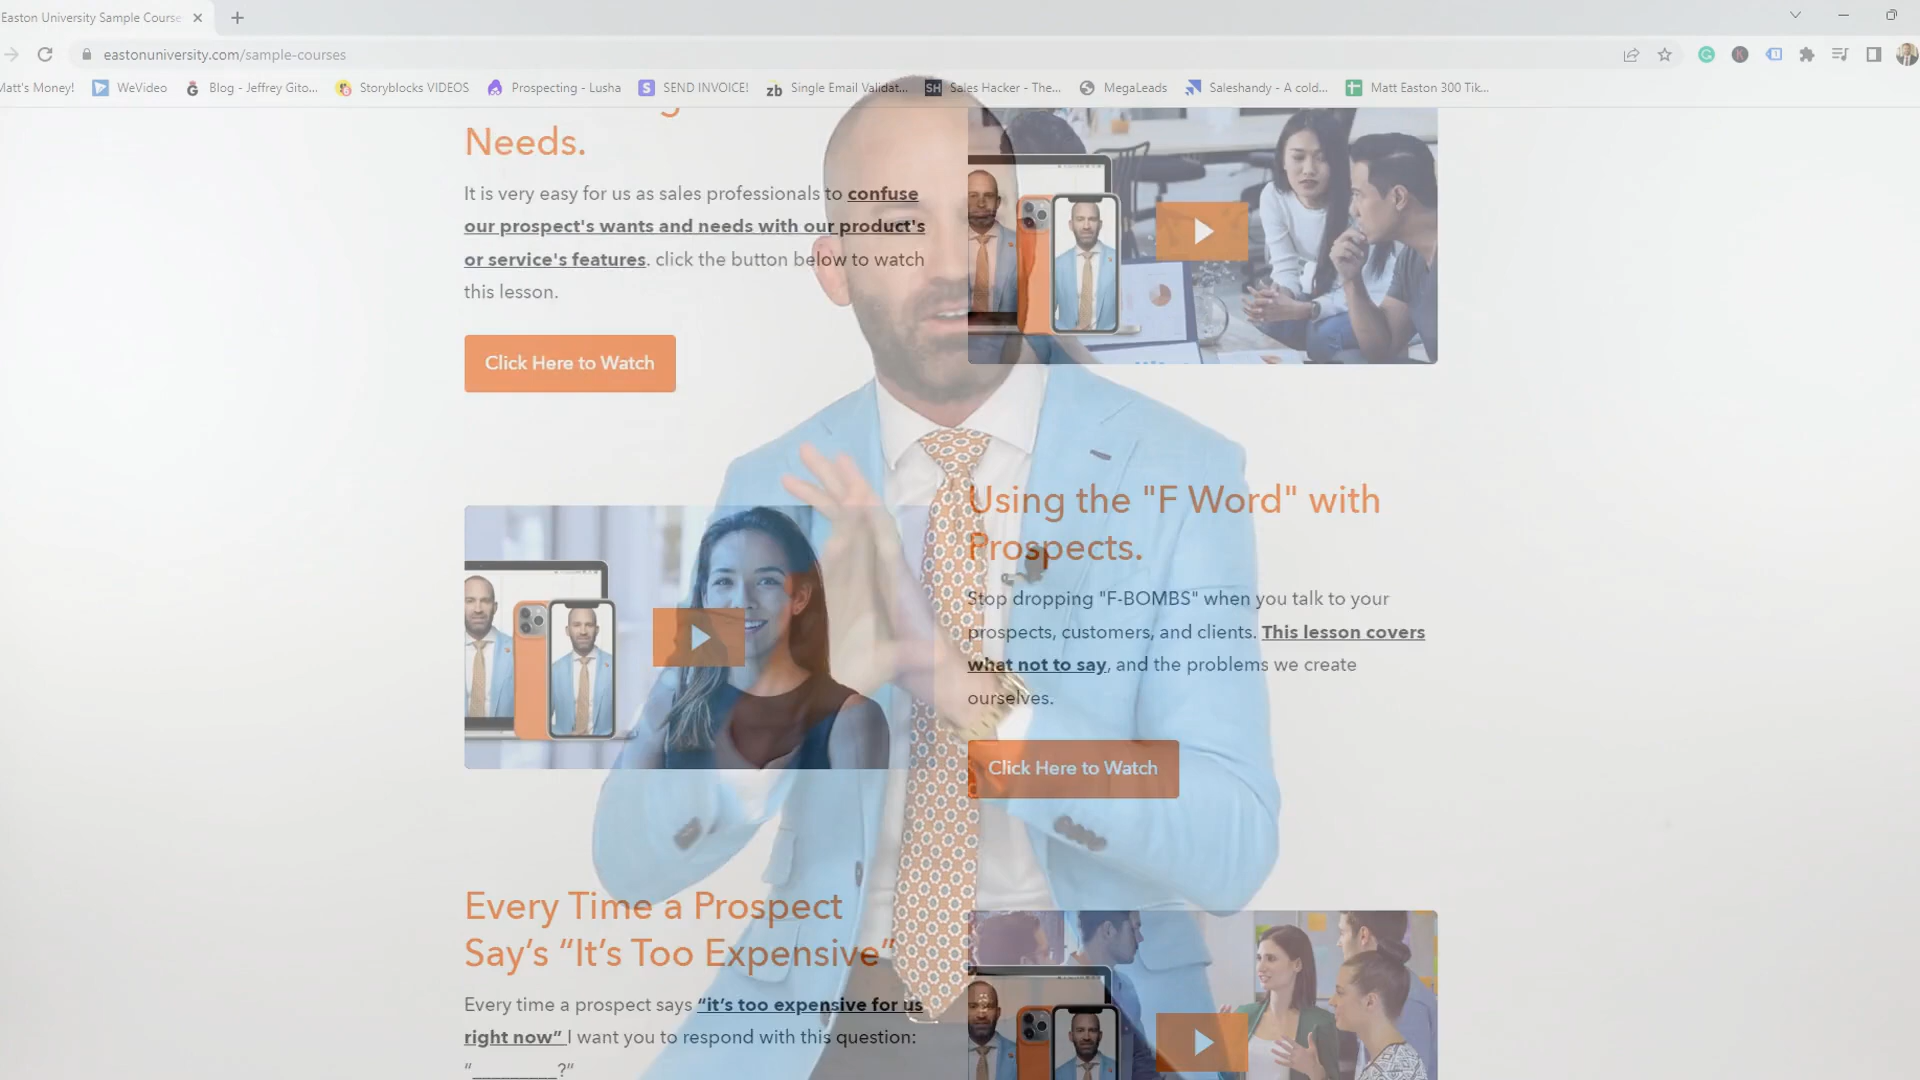 Easton University Sample Course
eastonuniversity.com/sample-courses
Matt's Money!
WeVideo
Blog - Jeffrey Gito...
Storyblocks VIDEOS
Prospecting - Lusha
SEND INVOICE!
zb
Single Email Validat...
SH
Sales Hacker - The...
MegaLeads
Saleshandy - A cold...
Matt Easton 300 Tik...
Needs.
It is very easy for us as sales professionals to confuse
our prospect's wants and needs with our product's
or service's features. click the button below to watch
this lesson.
Click Here to Watch
Using the "F Word" with
Prospects.
Stop dropping "F-BOMBS" when you talk to your
prospects, customers, and clients. This lesson covers
what not to say, and the problems we create
ourselves.
Click Here to Watch
Every Time a Prospect
Say’s “It’s Too Expensive”
Every time a prospect says “it’s too expensive for us
right now” I want you to respond with this question:
“_________?”